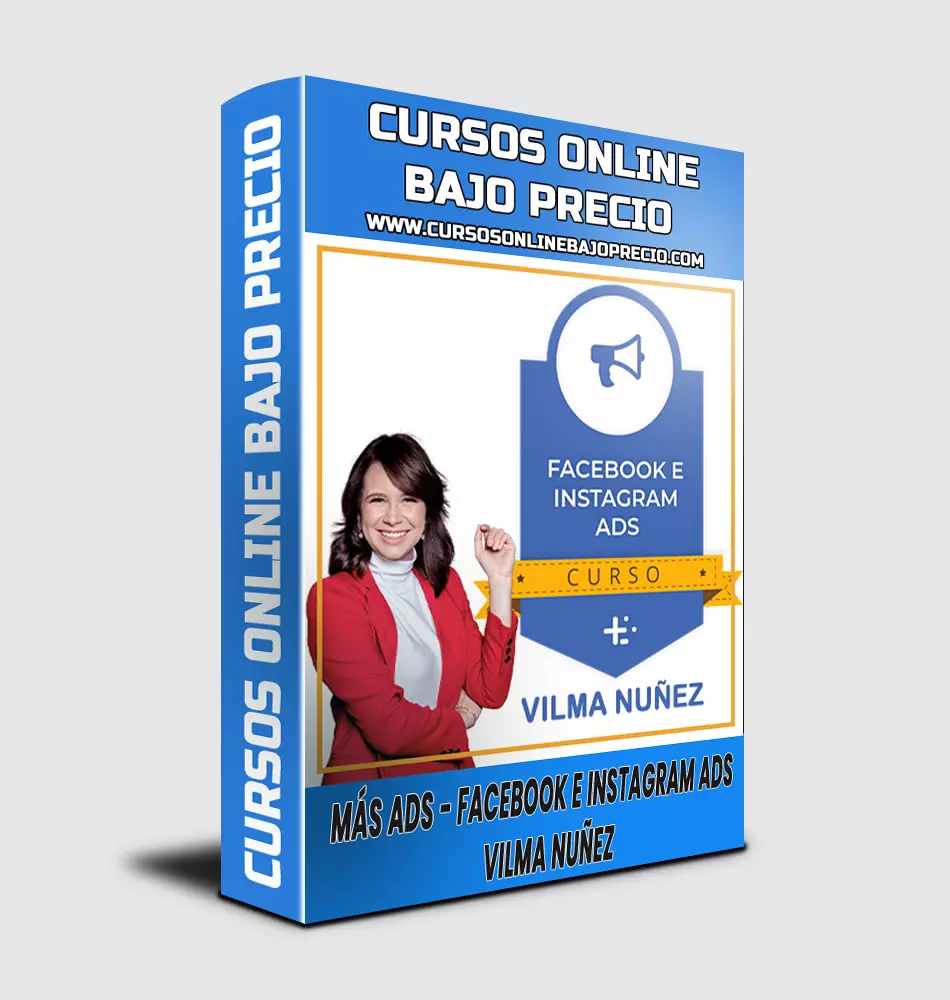 CURSOS ONLINE BAJO PRECIO
CURSOS ONLINE
BAJO PRECIO
WWW.CURSOSONLINEBAJOPRECIO.COM
FACEBOOK E
INSTAGRAM
ADS
CURSO
VILMA NUÑEZ
MÁS ADS - FACEBOOK E INSTAGRAM ADS
VILMA NUÑEZ